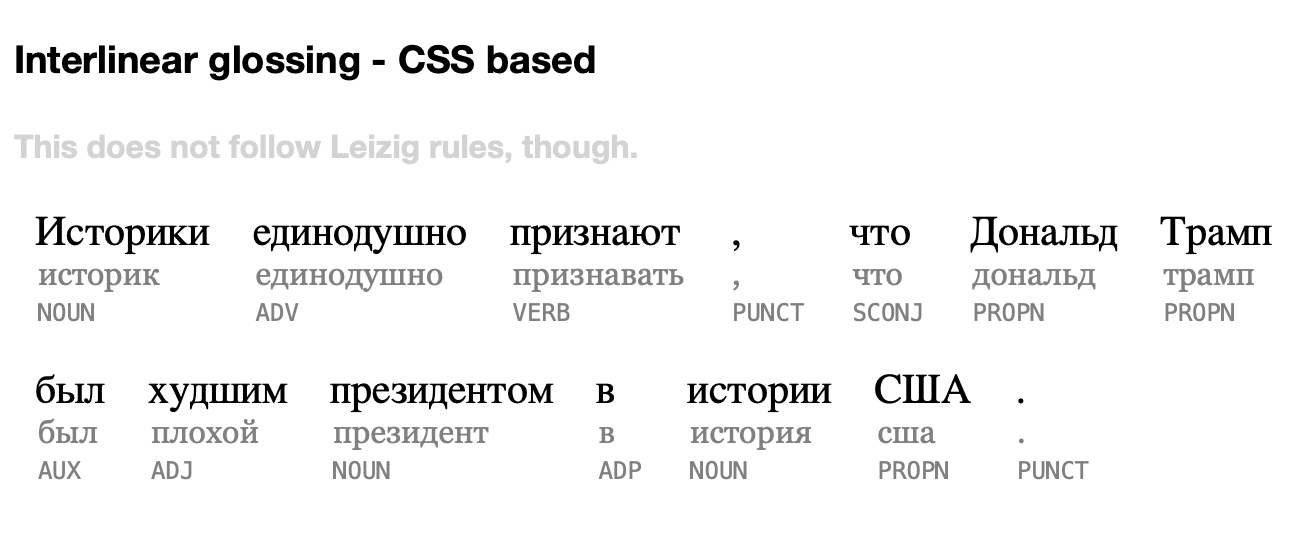 Interlinear glossing - CSS based
This does not follow Leizig rules, though.
Историки единодушно признают , что Дональд Трамп
историк единодушно признавать , что дональд трамп
NOUN ADV VERB PUNCT SCONJ PROPN PROPN
был худшим президентом в истории США .
был плохой президент в история сша .
AUX ADJ NOUN ADP NOUN PROPN PUNCT